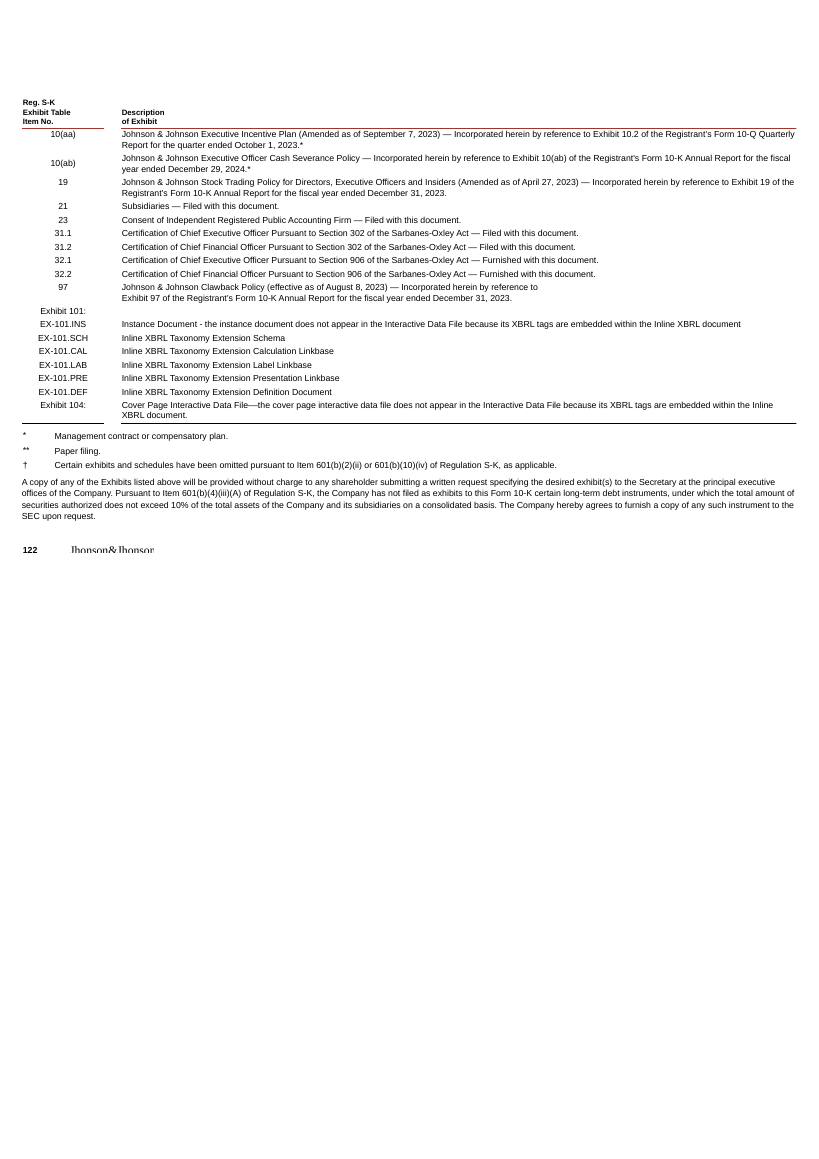 Reg. S-K
Exhibit Table
Item No.
Description
of Exhibit
10(aa) Johnson & Johnson Executive Incentive Plan (Amended as of September 7, 2023) — Incorporated herein by reference to Exhibit 10.2 of the Registrant's Form 10-Q Quarterly
Report for the quarter ended October 1, 2023.*
10(ab) Johnson & Johnson Executive Officer Cash Severance Policy — Incorporated herein by reference to Exhibit 10(ab) of the Registrant's Form 10-K Annual Report for the fiscal
year ended December 29, 2024.*
19 Johnson & Johnson Stock Trading Policy for Directors, Executive Officers and Insiders (Amended as of April 27, 2023) — Incorporated herein by reference to Exhibit 19 of the
Registrant's Form 10-K Annual Report for the fiscal year ended December 31, 2023.
21 Subsidiaries — Filed with this document.
23 Consent of Independent Registered Public Accounting Firm — Filed with this document.
31.1 Certification of Chief Executive Officer Pursuant to Section 302 of the Sarbanes-Oxley Act — Filed with this document.
31.2 Certification of Chief Financial Officer Pursuant to Section 302 of the Sarbanes-Oxley Act — Filed with this document.
32.1 Certification of Chief Executive Officer Pursuant to Section 906 of the Sarbanes-Oxley Act — Furnished with this document.
32.2 Certification of Chief Financial Officer Pursuant to Section 906 of the Sarbanes-Oxley Act — Furnished with this document.
97 Johnson & Johnson Clawback Policy (effective as of August 8, 2023) — Incorporated herein by reference to
Exhibit 97 of the Registrant's Form 10-K Annual Report for the fiscal year ended December 31, 2023.
Exhibit 101:
EX-101.INS Instance Document - the instance document does not appear in the Interactive Data File because its XBRL tags are embedded within the Inline XBRL document
EX-101.SCH Inline XBRL Taxonomy Extension Schema
EX-101.CAL Inline XBRL Taxonomy Extension Calculation Linkbase
EX-101.LAB Inline XBRL Taxonomy Extension Label Linkbase
EX-101.PRE Inline XBRL Taxonomy Extension Presentation Linkbase
EX-101.DEF Inline XBRL Taxonomy Extension Definition Document
Exhibit 104: Cover Page Interactive Data File––the cover page interactive data file does not appear in the Interactive Data File because its XBRL tags are embedded within the Inline
XBRL document.
* Management contract or compensatory plan.
** Paper filing.
† Certain exhibits and schedules have been omitted pursuant to Item 601(b)(2)(ii) or 601(b)(10)(iv) of Regulation S-K, as applicable.
A copy of any of the Exhibits listed above will be provided without charge to any shareholder submitting a written request specifying the desired exhibit(s) to the Secretary at the principal executive
offices of the Company. Pursuant to Item 601(b)(4)(iii)(A) of Regulation S-K, the Company has not filed as exhibits to this Form 10-K certain long-term debt instruments, under which the total amount of
securities authorized does not exceed 10% of the total assets of the Company and its subsidiaries on a consolidated basis. The Company hereby agrees to furnish a copy of any such instrument to the
SEC upon request.
122 Jhonson&Jhonson